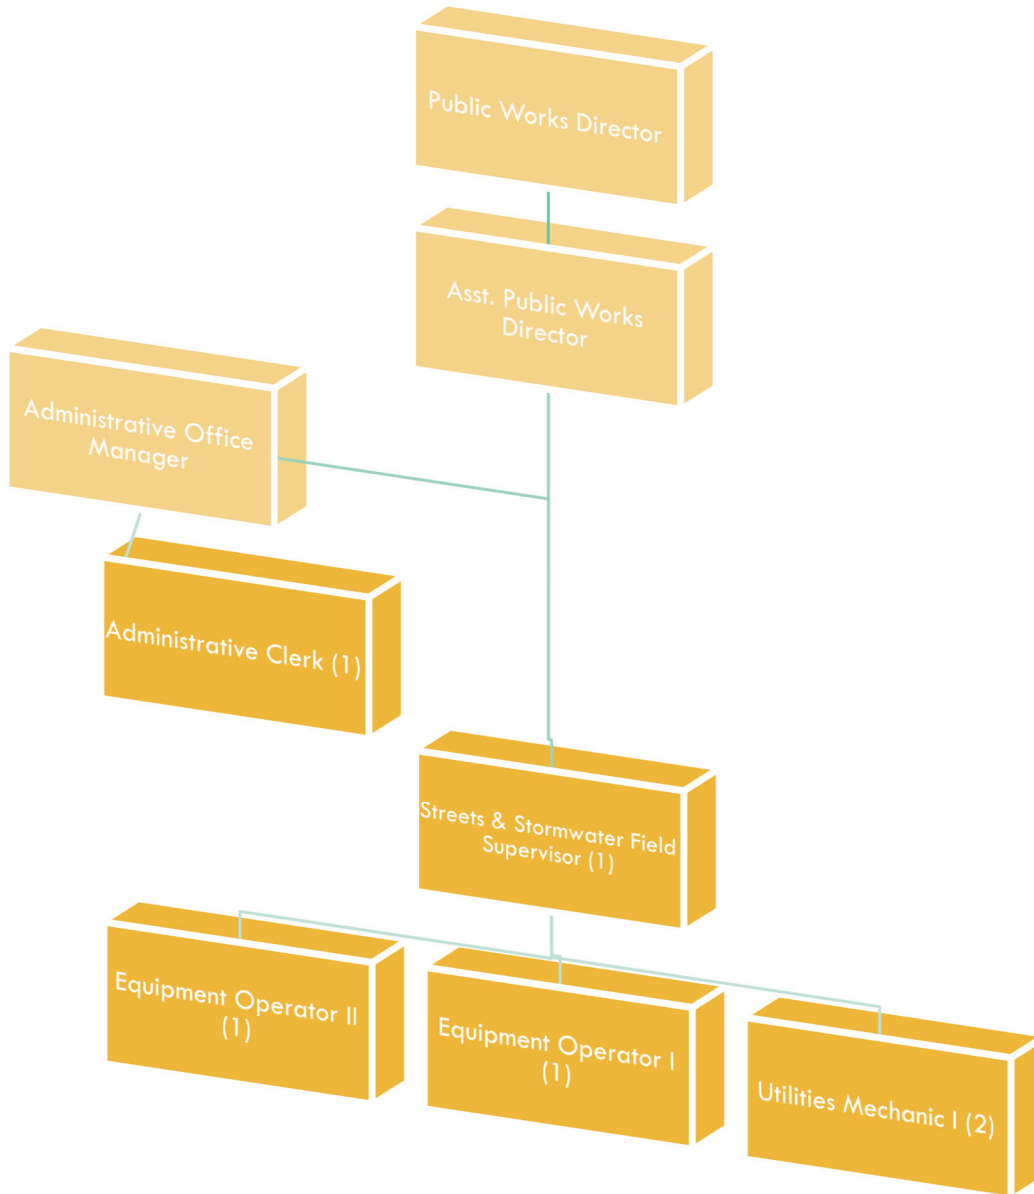 Public Works Director
Asst. Public Works
Director
Administrative Office
Manager
Administrative Clerk (1)
Streets & Stormwater Field
Supervisor (1)
Equipment Operator II
(1)
Equipment Operator I
(1)
Utilities Mechanic I (2)